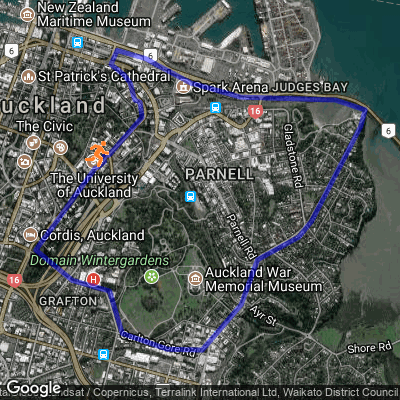 New Zealand
Maritime Museum
6
6
St Patrick's Cathedral
Spark Arena
JUDGES BAY
Auckland
16
The Civic
6
Gladstone Rd
The University
of Auckland
PARNELL
Parnell Rd
Cordis, Auckland
Domain Wintergardens
16
H
Auckland War
Memorial Museum
GRAFTON
Ayr St
Carlton Gore Rd
Shore Rd
Google
/ Copernicus, Terralink International Ltd, Waikato District Council